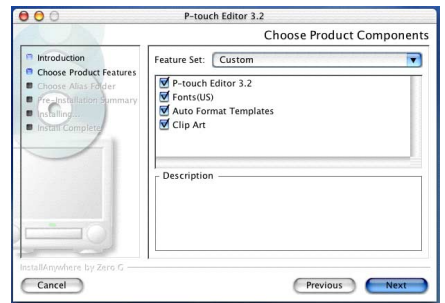 P-touch Editor 3.2
Choose Product Components
Introduction
Choose Product Features
Choose Alias Folder
Pre-Installation Summary
Installing...
Install Complete
Feature Set: Custom
P-touch Editor 3.2
Fonts(US)
Auto Format Templates
Clip Art
Description
InstallAnywhere by Zero G
Cancel
Previous
Next